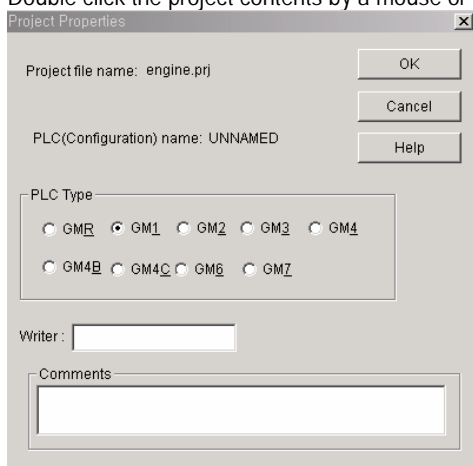 Double click the project contents by a mouse or
Project Properties
Project file name: engine.prj
OK
Cancel
PLC(Configuration) name: UNNAMED
Help
PLC Type
GMR GM1 GM2 GM3 GM4
GM4B GM4C GM6 GM7
Writer :
Comments